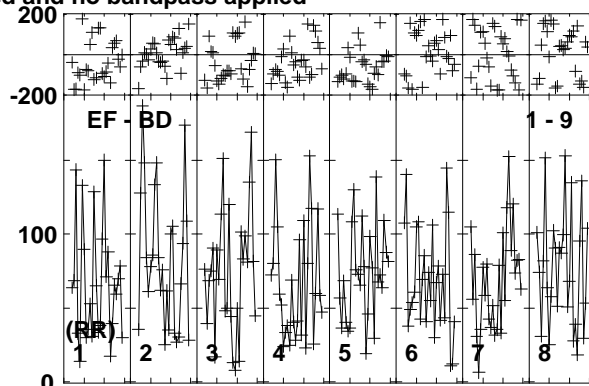 and no bandpass applied
200
-200
EF - BD 1 - 9
100
(RR)
1 2 3 4 5 6 7 8
0